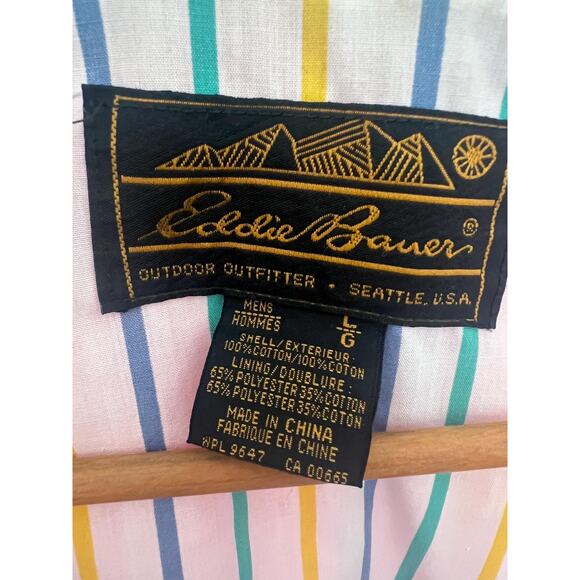 Eddie Bauer ®
OUTDOOR OUTFITTER • SEATTLE, U.S.A.
MENS L
HOMMES G
SHELL/EXTERIEUR:
100%COTTON/100%COTON
LINING/DOUBLURE:
65%POLYESTER 35%COTTON
65%POLYESTER 35%COTON
MADE IN CHINA
FABRIQUE EN CHINE
WPL 9647 CA 00665